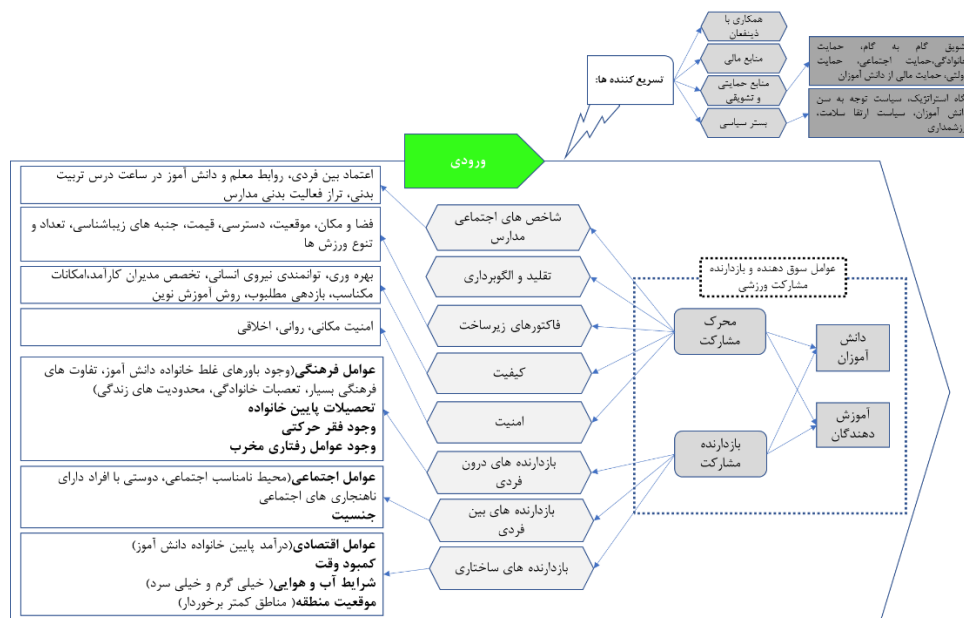 همکاری با
ذینفعان
منابع مالی
منابع حمایتی
و تشویقی
بستر سیاسی
تسریع کننده ها:
شویق گام به گام، حمایت
خانوادگی،حمایت اجتماعی، حمایت
ولتی، حمایت مالی از دانش آموزان
گاه استراتژیک، سیاست توجه به سن
انش آموزان، سیاست ارتقا سلامت،
رزشمداری
ورودی
عوامل سوق دهنده و بازدارنده
مشارکت ورزشی
دانش
آموزان
آموزش
دهندگان
محرک
مشارکت
بازدارنده
مشارکت
شاخص های اجتماعی
مدارس
تقلید و الگوبرداری
فاکتورهای زیرساخت
کیفیت
امنیت
بازدارنده های درون
فردی
بازدارنده های بین
فردی
بازدارنده های ساختاری
اعتماد بین فردی، روابط معلم و دانش آموز در ساعت درس تربیت
بدنی، تراز فعالیت بدنی مدارس
فضا و مکان، موقعیت، دسترسی، قیمت، جنبه های زیباشناسی، تعداد و
تنوع ورزش ها
بهره وری، توانمندی نیروی انسانی، تخصص مدیران کارآمد،امکانات
مکناسب، بازدهی مطلوب، روش آموزش نوین
امنیت مکانی، روانی، اخلاقی
عوامل فرهنگی(وجود باورهای غلط خانواده دانش آموز، تفاوت های
فرهنگی بسیار، تعصبات خانوادگی، محدودیت های زندگی)
تحصیلات پایین خانواده
وجود فقر حرکتی
وجود عوامل رفتاری مخرب
عوامل اجتماعی(محیط نامناسب اجتماعی، دوستی با افراد دارای
ناهنجاری های اجتماعی
جنسیت
عوامل اقتصادی(درآمد پایین خانواده دانش آموز)
کمبود وقت
شرایط آب و هوایی( خیلی گرم و خیلی سرد)
موقعیت منطقه( مناطق کمتر برخوردار)